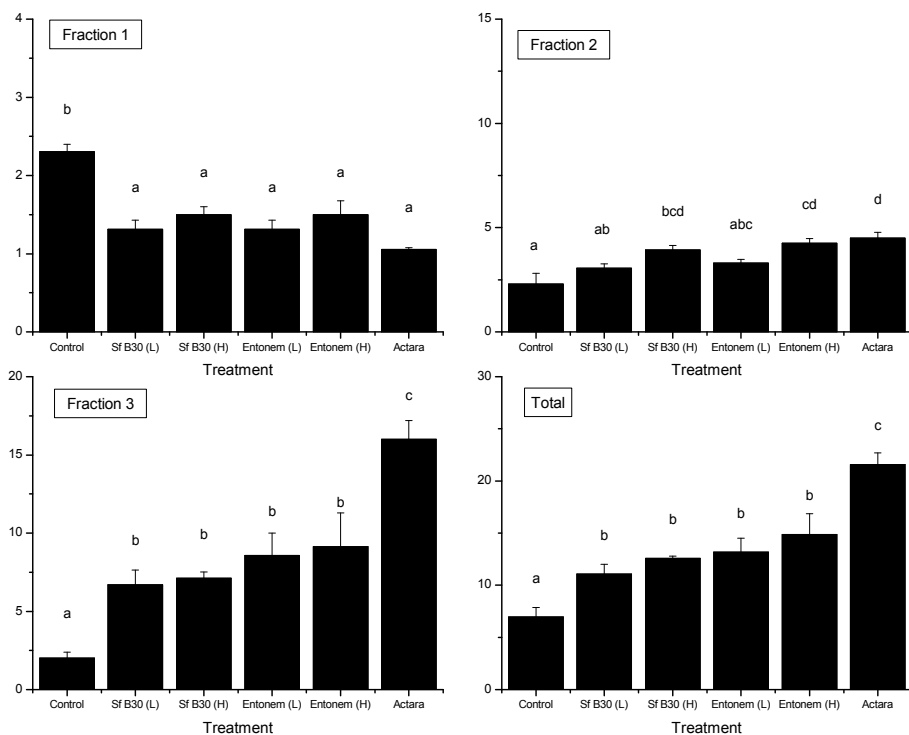 4
3
2
1
0
Fraction 1
b
a
a
a
a
a
Control
Sf B30 (L)
Sf B30 (H)
Entonem (L)
Entonem (H)
Actara
Treatment
15
10
5
0
Fraction 2
a
ab
bcd
abc
cd
d
Control
Sf B30 (L)
Sf B30 (H)
Entonem (L)
Entonem (H)
Actara
Treatment
20
15
10
5
0
Fraction 3
a
b
b
b
b
c
Control
Sf B30 (L)
Sf B30 (H)
Entonem (L)
Entonem (H)
Actara
Treatment
30
20
10
0
Total
a
b
b
b
b
c
Control
Sf B30 (L)
Sf B30 (H)
Entonem (L)
Entonem (H)
Actara
Treatment